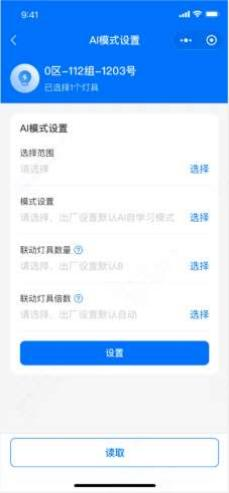 9:41
AI模式设置
0区-112组-1203号
已选择1个灯具
AI模式设置
选择范围
请选择 选择
模式设置
请选择，出厂设置默认AI自学习模式 选择
联动灯具数量 ?
请选择，出厂设置默认8 选择
联动灯具倍数 ?
请选择，出厂设置默认自动 选择
设置
读取